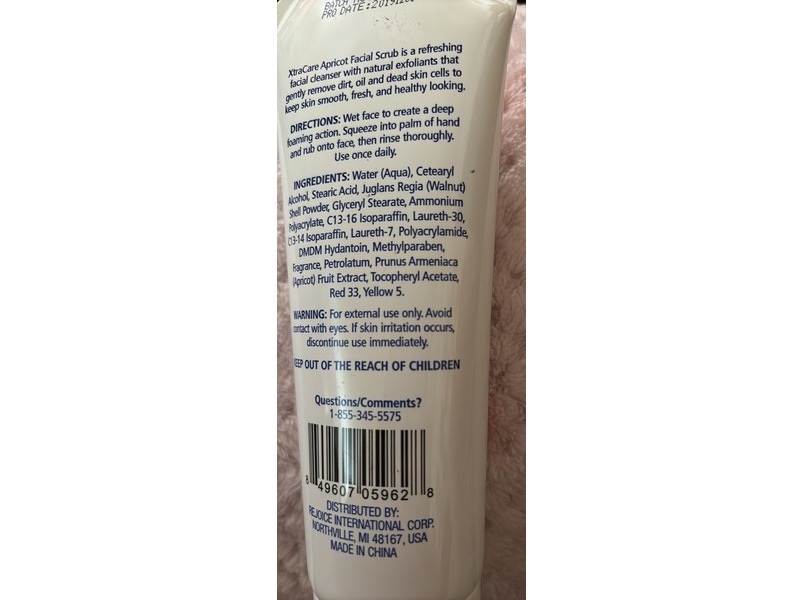 PRO DATE:2019
XtraCare Apricot Facial Scrub is a refreshing
facial cleanser with natural exfoliants that
gently remove dirt, oil and dead skin cells to
keep skin smooth, fresh, and healthy looking.
DIRECTIONS: Wet face to create a deep
foaming action. Squeeze into palm of hand
and rub onto face, then rinse thoroughly.
Use once daily.
INGREDIENTS: Water (Aqua), Cetearyl
Alcohol, Stearic Acid, Juglans Regia (Walnut)
Shell Powder, Glyceryl Stearate, Ammonium
Polyacrylate, C13-16 Isoparaffin, Laureth-30,
C13-14 Isoparaffin, Laureth-7, Polyacrylamide,
DMDM Hydantoin, Methylparaben,
Fragrance, Petrolatum, Prunus Armeniaca
(Apricot) Fruit Extract, Tocopheryl Acetate,
Red 33, Yellow 5.
WARNING: For external use only. Avoid
contact with eyes. If skin irritation occurs,
discontinue use immediately.
KEEP OUT OF THE REACH OF CHILDREN
Questions/Comments?
1-855-345-5575
8 49607 05962 8
DISTRIBUTED BY:
REJOICE INTERNATIONAL CORP.
NORTHVILLE, MI 48167, USA
MADE IN CHINA